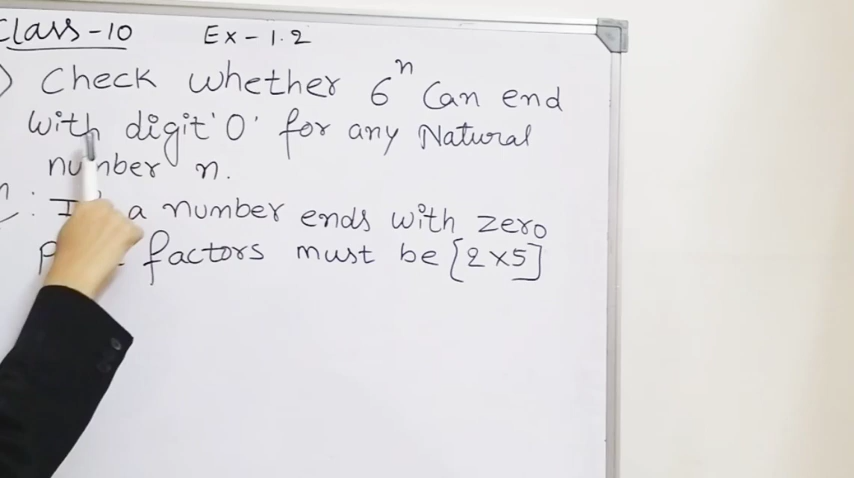 Class-10 Ex-1.2
) Check whether 6ⁿ Can end
with digit '0' for any Natural
number n.
: If a number ends with zero
factors must be [2×5]